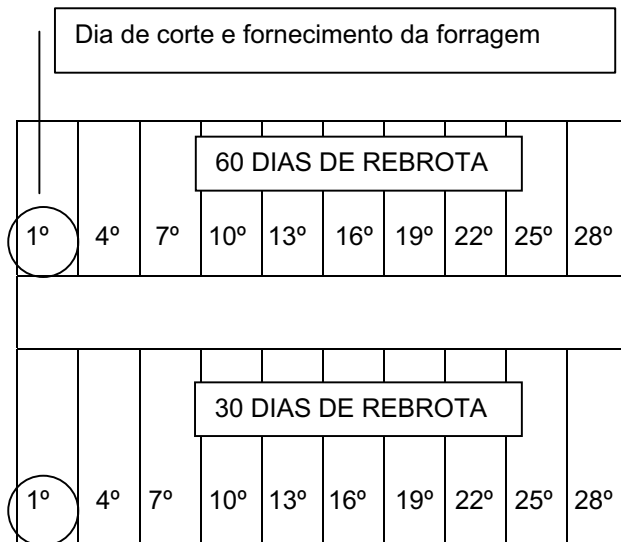 Dia de corte e fornecimento da forragem
60 DIAS DE REBROTA
1º 4º 7º 10º 13º 16º 19º 22º 25º 28º
30 DIAS DE REBROTA
1º 4º 7º 10º 13º 16º 19º 22º 25º 28º